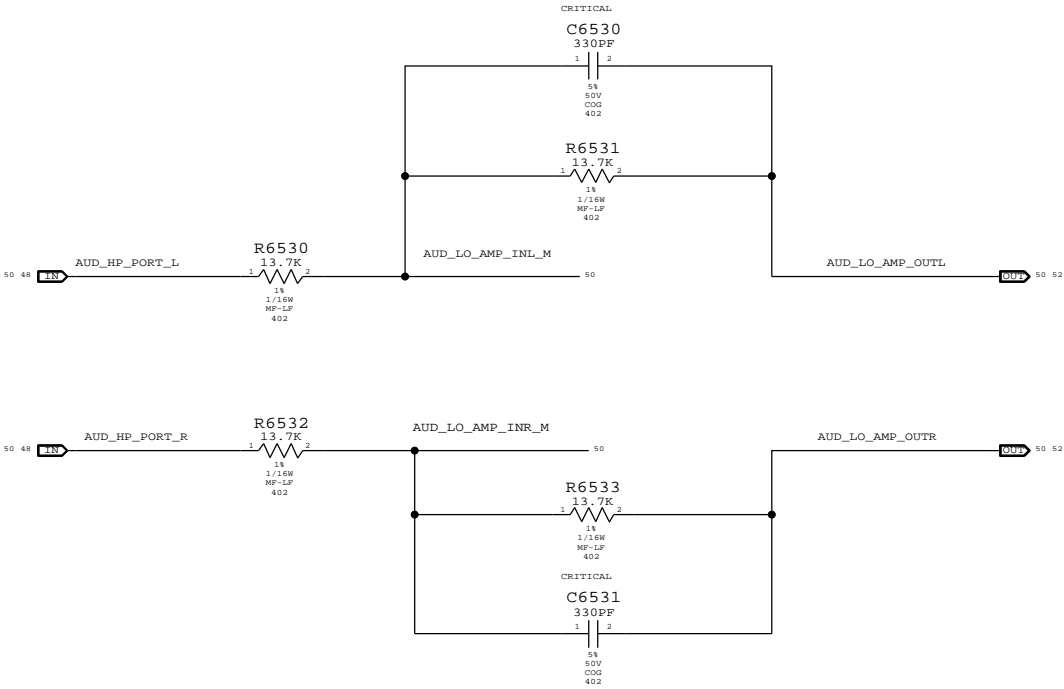 CRITICAL
C6530
330PF
1 2
5%
50V
COG
402
R6531
13.7K
1 2
1%
1/16W
MF-LF
402
R6530
13.7K
1 2
1%
1/16W
MF-LF
402
50 48 IN AUD_HP_PORT_L
AUD_LO_AMP_INL_M
50
AUD_LO_AMP_OUTL
OUT 50 52
R6532
13.7K
1 2
1%
1/16W
MF-LF
402
50 48 IN AUD_HP_PORT_R
AUD_LO_AMP_INR_M
50
AUD_LO_AMP_OUTR
OUT 50 52
R6533
13.7K
1 2
1%
1/16W
MF-LF
402
CRITICAL
C6531
330PF
1 2
5%
50V
COG
402